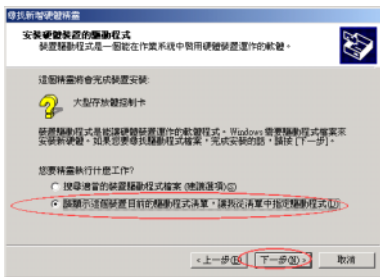 尋找新增硬體精靈
安裝硬體裝置的驅動程式
裝置驅動程式是一個能在作業系統中啟用硬體裝置運作的軟體。
這個精靈將會完成裝置安裝:
大型存放體控制卡
裝置驅動程式是能讓硬體裝置運作的軟體程式。Windows 需要驅動程式檔案來
安裝新硬體。如果您要尋找驅動程式檔案，完成安裝的話，請按 [下一步]。
您要精靈執行什麼工作?
搜尋適當的裝置驅動程式檔案 (建議選項)(S)
請顯示這個裝置目前的驅動程式清單，讓我從清單中指定驅動程式(D)
<上一步(B)
下一步(N)>
取消